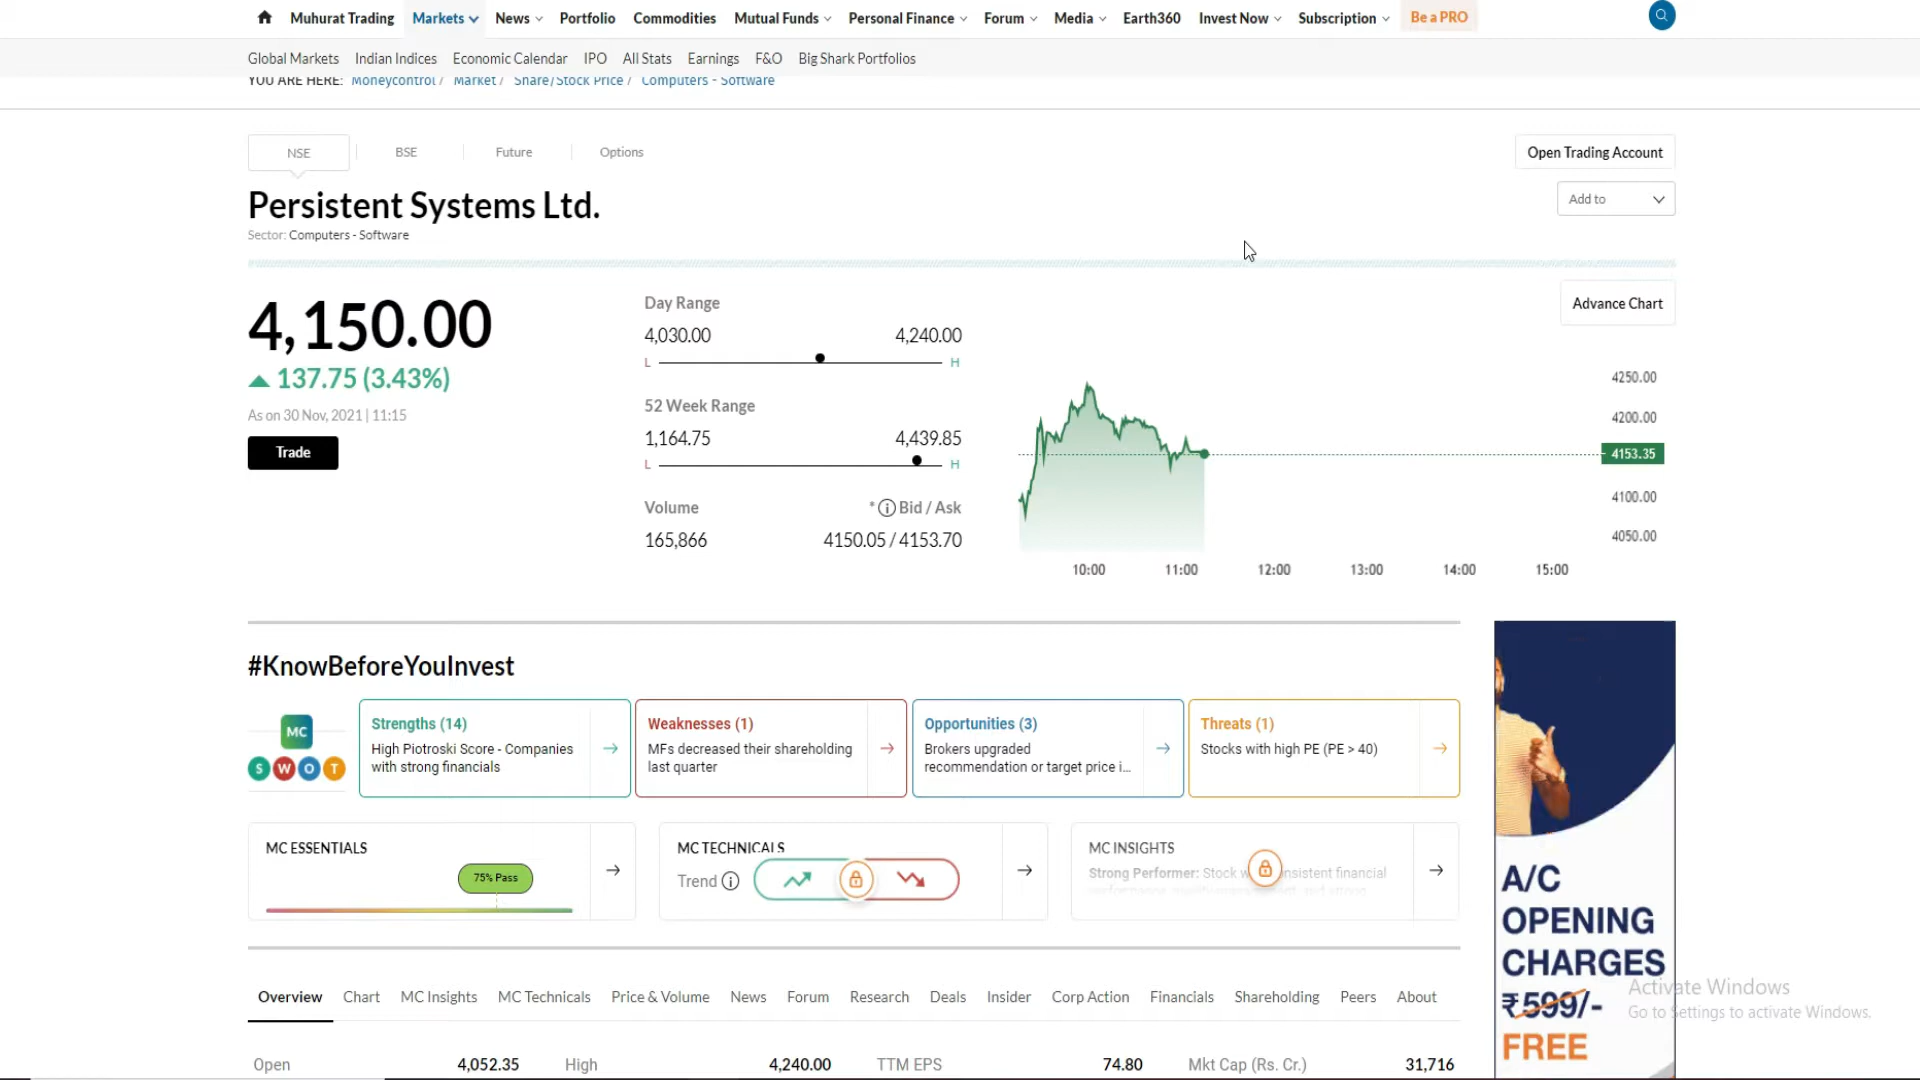 Muhurat Trading Markets News Portfolio Commodities Mutual Funds Personal Finance Forum Media Earth360 Invest Now Subscription Be a PRO
Global Markets Indian Indices Economic Calendar IPO All Stats Earnings F&O Big Shark Portfolios
YOU ARE HERE: Moneycontrol / Market / Share/Stock Price / Computers - Software
NSE BSE Future Options
Open Trading Account
Persistent Systems Ltd.
Add to
Sector: Computers - Software
4,150.00
137.75 (3.43%)
As on 30 Nov, 2021 | 11:15
Trade
Day Range
4,030.00 4,240.00
L H
52 Week Range
1,164.75 4,439.85
L H
Volume * i Bid / Ask
165,866 4150.05 / 4153.70
Advance Chart
4250.00
4200.00
4153.35
4100.00
4050.00
10:00 11:00 12:00 13:00 14:00 15:00
#KnowBeforeYouInvest
MC
S W O T
Strengths (14)
High Piotroski Score - Companies
with strong financials
Weaknesses (1)
MFs decreased their shareholding
last quarter
Opportunities (3)
Brokers upgraded
recommendation or target price i...
Threats (1)
Stocks with high PE (PE > 40)
MC ESSENTIALS
75% Pass
MC TECHNICALS
Trend i
MC INSIGHTS
Strong Performer: Stock financial
A/C
OPENING
CHARGES
₹599/-
FREE
Activate Windows
Go to Settings to activate Windows.
Overview Chart MC Insights MC Technicals Price & Volume News Forum Research Deals Insider Corp Action Financials Shareholding Peers About
Open 4,052.35 High 4,240.00 TTM EPS 74.80 Mkt Cap (Rs. Cr.) 31,716